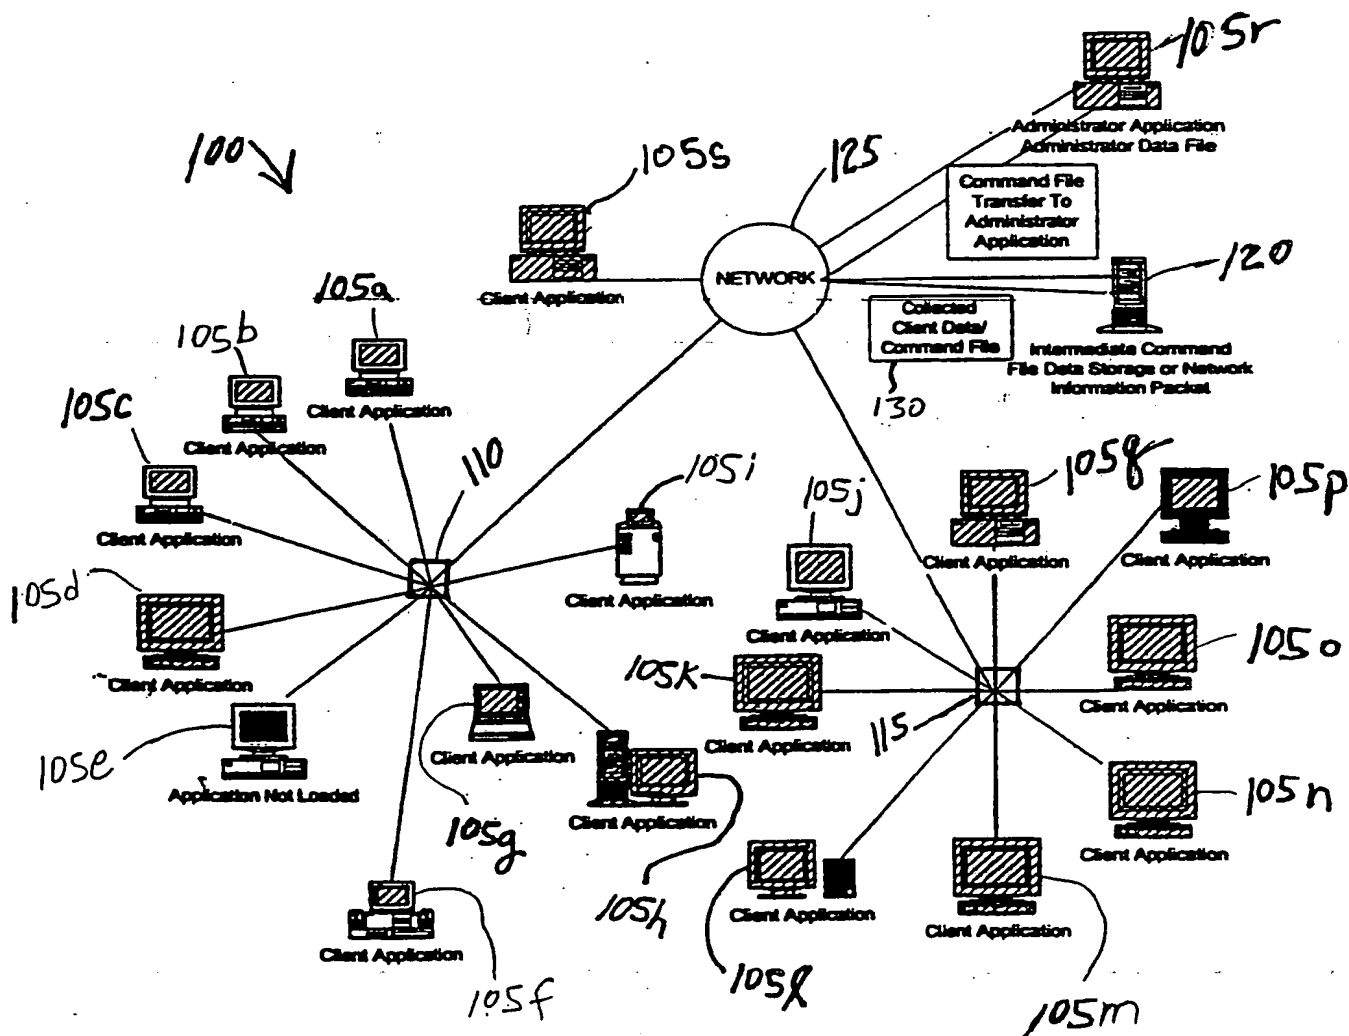 105r
Administrator Application
Administrator Data File
100
105s
125
Command File
Transfer To
Administrator
Application
NETWORK
120
Client Application
Collected
Client Data/
Command File
Intermediate Command
File Data Storage or Network
Information Packet
130
105a
105b
Client Application
105c
Client Application
110
105i
105j
105q
105p
Client Application
Client Application
Client Application
Client Application
105d
Client Application
105o
Client Application
105k
Client Application
Client Application
115
Client Application
105e
Client Application
105n
Application Not Loaded
105g
Client Application
Client Application
105h
Client Application
Client Application
Client Application
105l
105f
105m